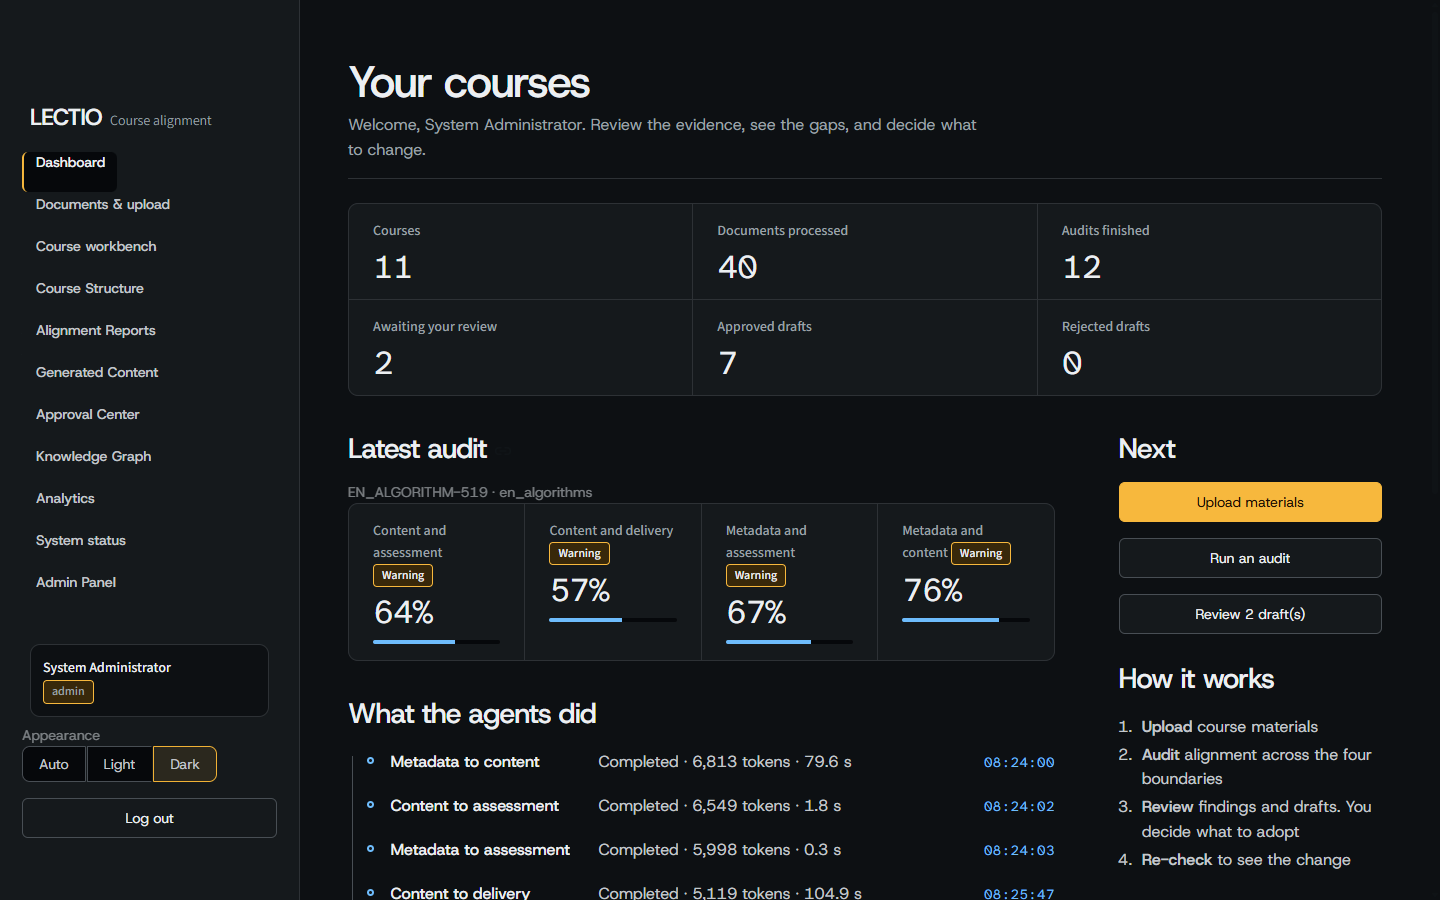 LECTIO Course alignment
Dashboard
Documents & upload
Course workbench
Course Structure
Alignment Reports
Generated Content
Approval Center
Knowledge Graph
Analytics
System status
Admin Panel
System Administrator
admin
Appearance
Auto Light Dark
Log out
Your courses
Welcome, System Administrator. Review the evidence, see the gaps, and decide what
to change.
Courses
11
Documents processed
40
Audits finished
12
Awaiting your review
2
Approved drafts
7
Rejected drafts
0
Latest audit
EN_ALGORITHM-519 · en_algorithms
Content and
assessment
Warning
64%
Content and delivery
Warning
57%
Metadata and
assessment
Warning
67%
Metadata and
content Warning
76%
What the agents did
Metadata to content Completed · 6,813 tokens · 79.6 s 08:24:00
Content to assessment Completed · 6,549 tokens · 1.8 s 08:24:02
Metadata to assessment Completed · 5,998 tokens · 0.3 s 08:24:03
Content to delivery Completed · 5,119 tokens · 104.9 s 08:25:47
Next
Upload materials
Run an audit
Review 2 draft(s)
How it works
1. Upload course materials
2. Audit alignment across the four
boundaries
3. Review findings and drafts. You
decide what to adopt
4. Re-check to see the change